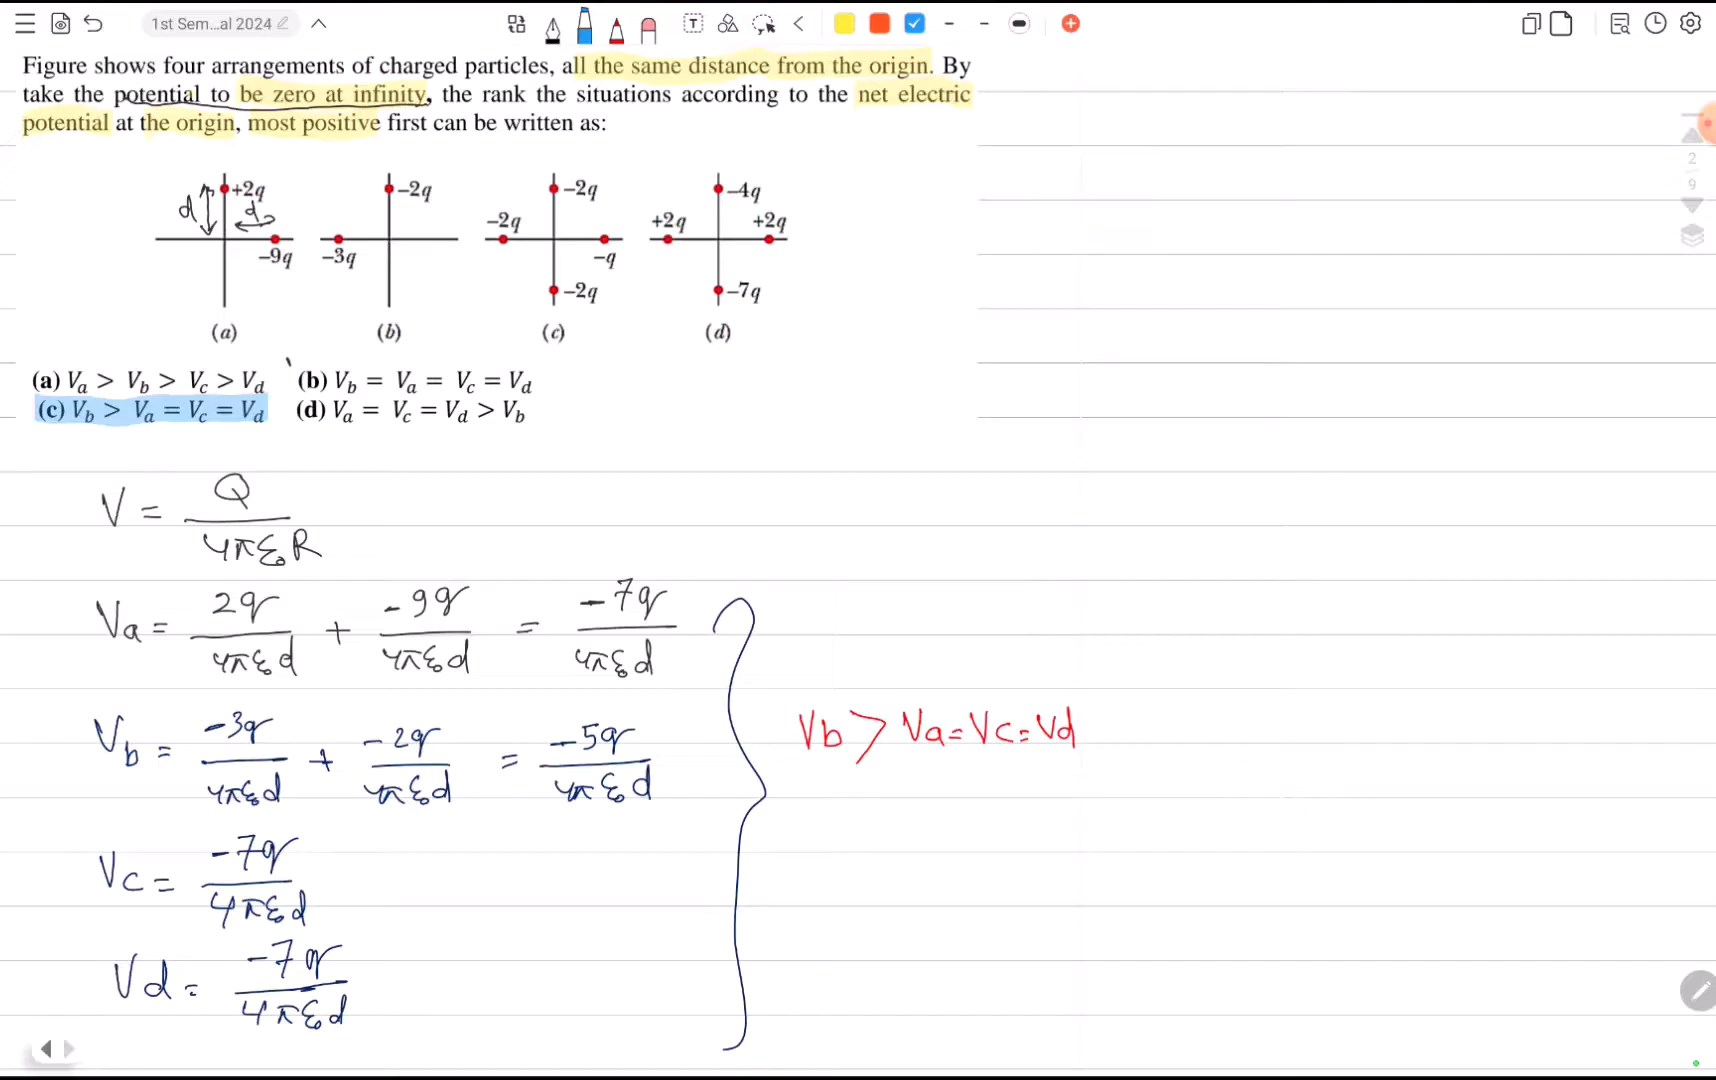 1st Sem...al 2024
Figure shows four arrangements of charged particles, all the same distance from the origin. By
take the potential to be zero at infinity, the rank the situations according to the net electric
potential at the origin, most positive first can be written as:
+2q
d
d
−9q
(a)
−2q
−3q
(b)
−2q
−2q
−q
−2q
(c)
−4q
+2q
+2q
−7q
(d)
(a) Va > Vb > Vc > Vd (b) Vb = Va = Vc = Vd
(c) Vb > Va = Vc = Vd (d) Va = Vc = Vd > Vb
V = Q / 4πε₀R
Va = 2q / 4πε₀d + -9q / 4πε₀d = -7q / 4πε₀d
Vb = -3q / 4πε₀d + -2q / 4πε₀d = -5q / 4πε₀d
Vb > Va = Vc = Vd
Vc = -7q / 4πε₀d
Vd = -7q / 4πε₀d
2
9